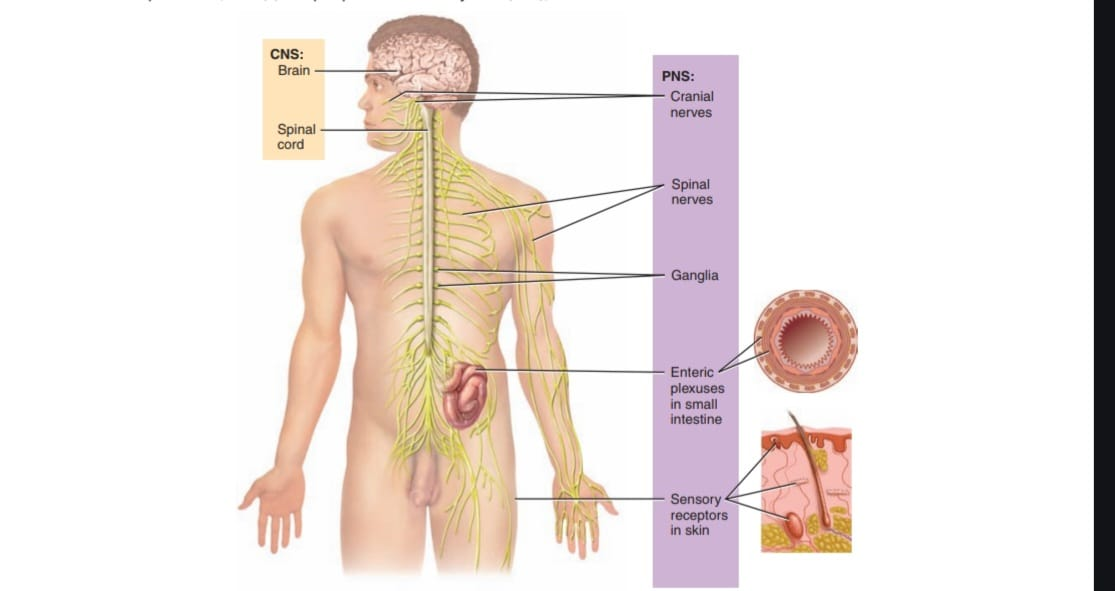 CNS:
Brain
Spinal
cord
PNS:
Cranial
nerves
Spinal
nerves
Ganglia
Enteric
plexuses
in small
intestine
Sensory
receptors
in skin